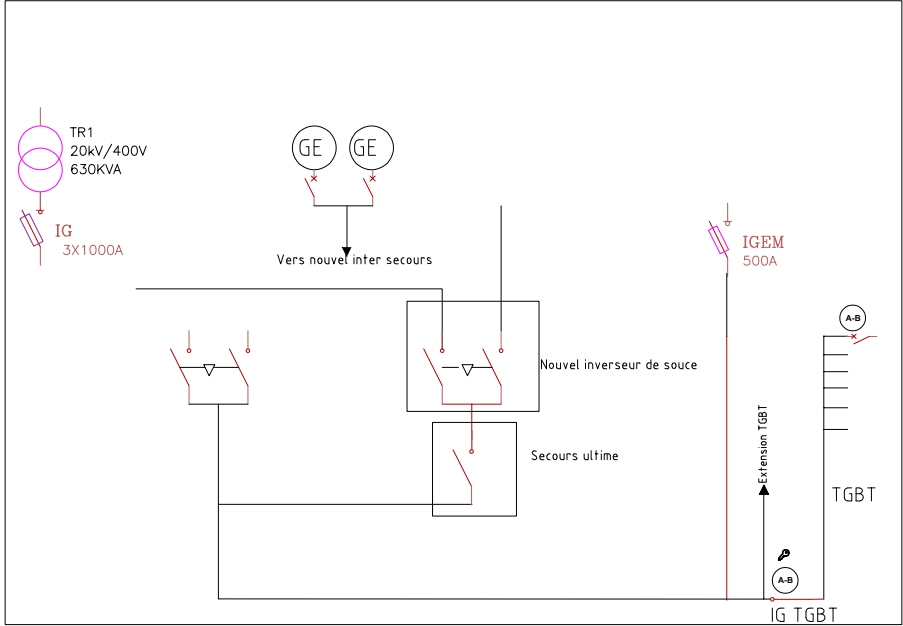 TR1
20kV/400V
630KVA
GE
GE
IG
3X1000A
IGEM
500A
Vers nouvel inter secours
A-B
Nouvel inverseur de souce
Extension TGBT
Secours ultime
TGBT
A-B
IG TGBT